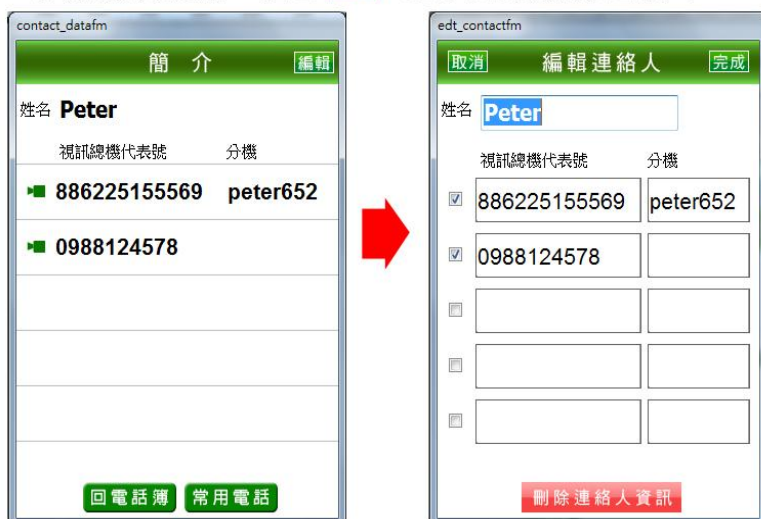 contact_datafm
簡 介
編輯
姓名 Peter
視訊總機代表號 分機
886225155569 peter652
0988124578
回電話簿 常用電話
edt_contactfm
取消 編輯連絡人 完成
姓名 Peter
視訊總機代表號 分機
886225155569 peter652
0988124578
刪除連絡人資訊